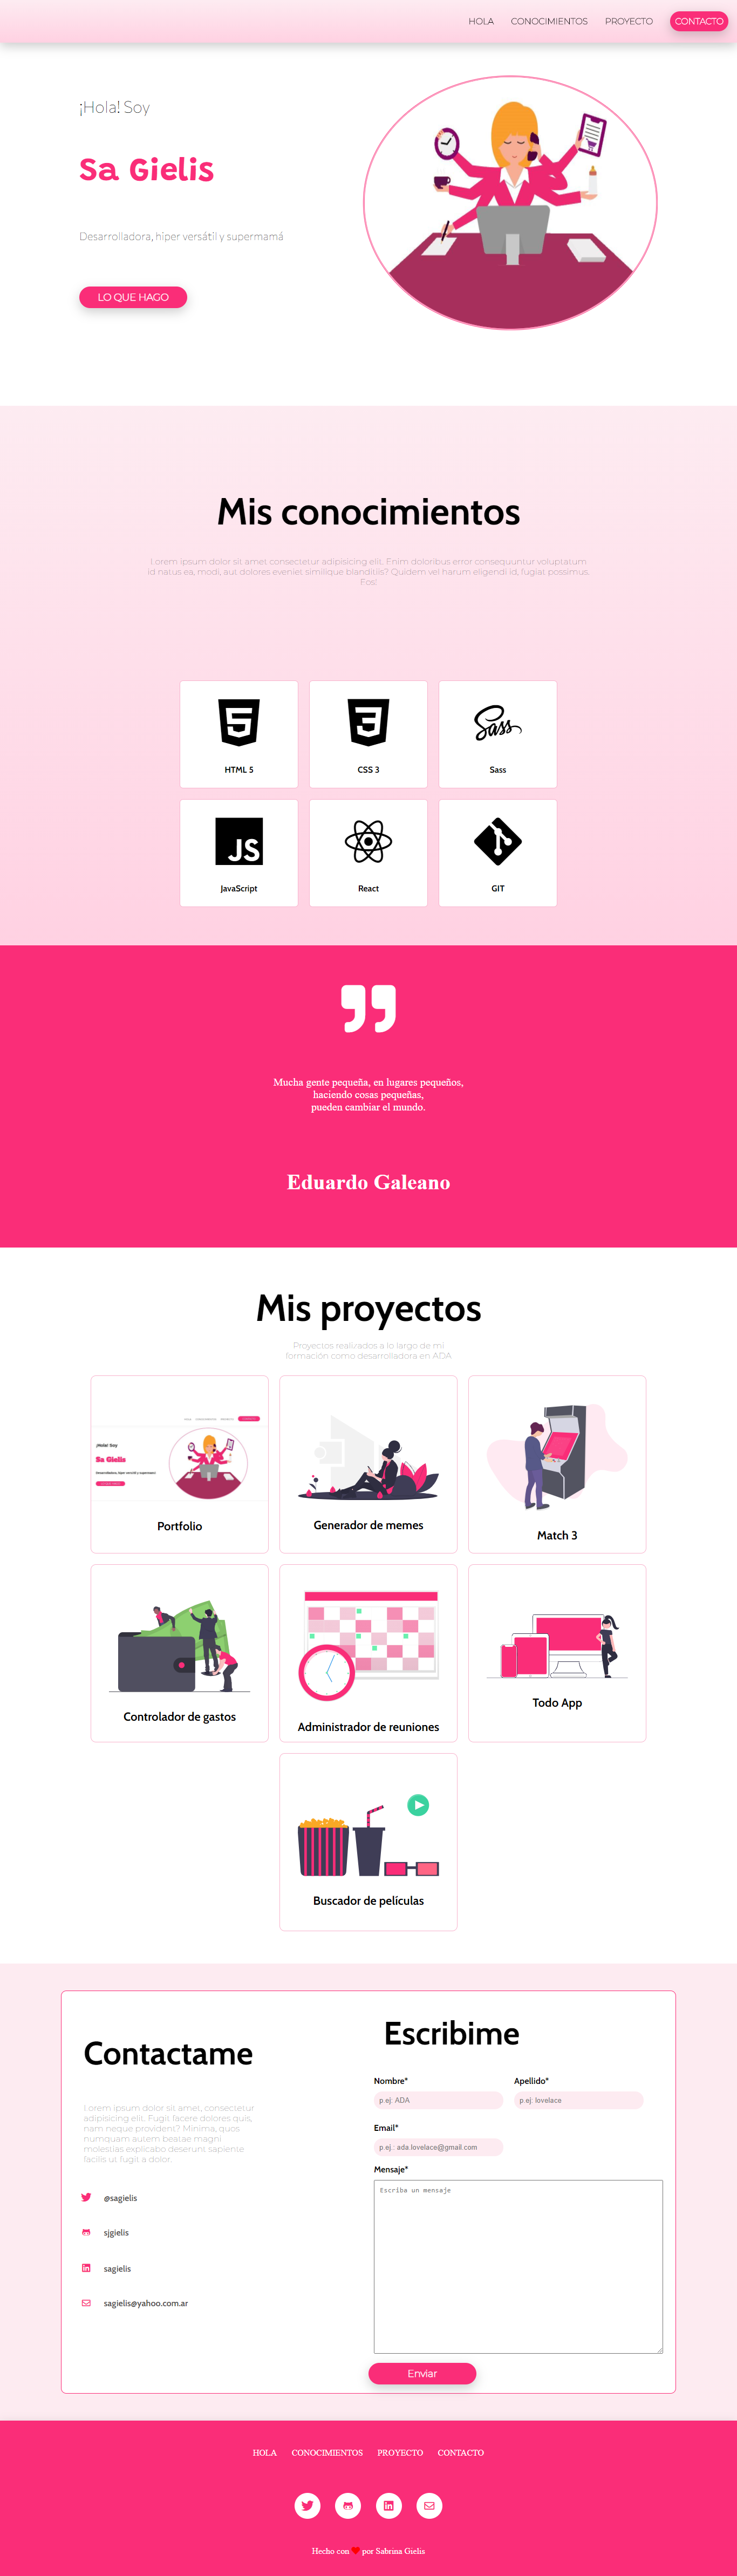 HOLA CONOCIMIENTOS PROYECTO CONTACTO
¡Hola! Soy
Sa Gielis
Desarrolladora, hiper versátil y supermamá
LO QUE HAGO
Mis conocimientos
Lorem ipsum dolor sit amet consectetur adipisicing elit. Enim doloribus error consequuntur voluptatum
id natus ea, modi, aut dolores eveniet similique blanditiis? Quidem vel harum eligendi id, fugiat possimus.
Eos!
HTML 5
CSS 3
Sass
JS
JavaScript
React
GIT
Mucha gente pequeña, en lugares pequeños,
haciendo cosas pequeñas,
pueden cambiar el mundo.
Eduardo Galeano
Mis proyectos
Proyectos realizados a lo largo de mi
formación como desarrolladora en ADA
¡Hola! Soy
Sa Gielis
Portfolio
Generador de memes
Match 3
Controlador de gastos
Administrador de reuniones
Todo App
Buscador de películas
Contactame
Lorem ipsum dolor sit amet, consectetur
adipisicing elit. Fugit facere dolores quis,
nam neque provident? Minima, quos
numquam autem beatae magni
molestias explicabo deserunt sapiente
facilis ut fugit a dolor.
@sagielis
sjgielis
sagielis
sagielis@yahoo.com.ar
Escribime
Nombre* Apellido*
p.ej: ADA p.ej: lovelace
Email*
p.ej.: ada.lovelace@gmail.com
Mensaje*
Escriba un mensaje
Enviar
HOLA CONOCIMIENTOS PROYECTO CONTACTO
Hecho con por Sabrina Gielis